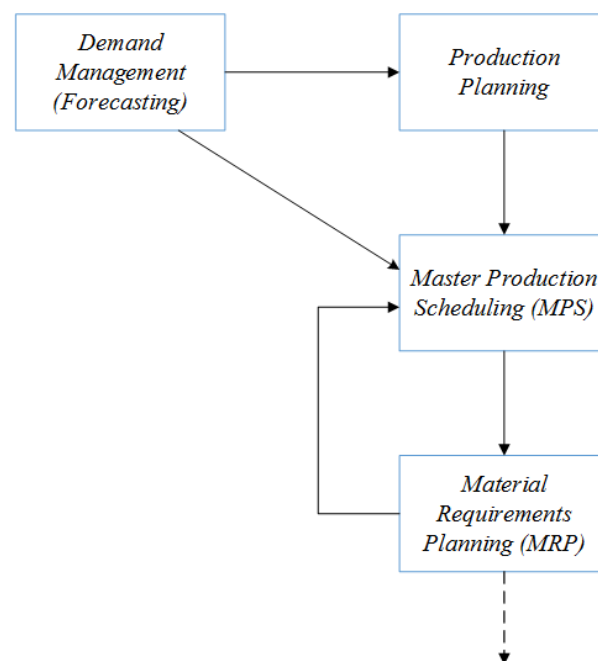 Demand
Management
(Forecasting)
Production
Planning
Master Production
Scheduling (MPS)
Material
Requirements
Planning (MRP)